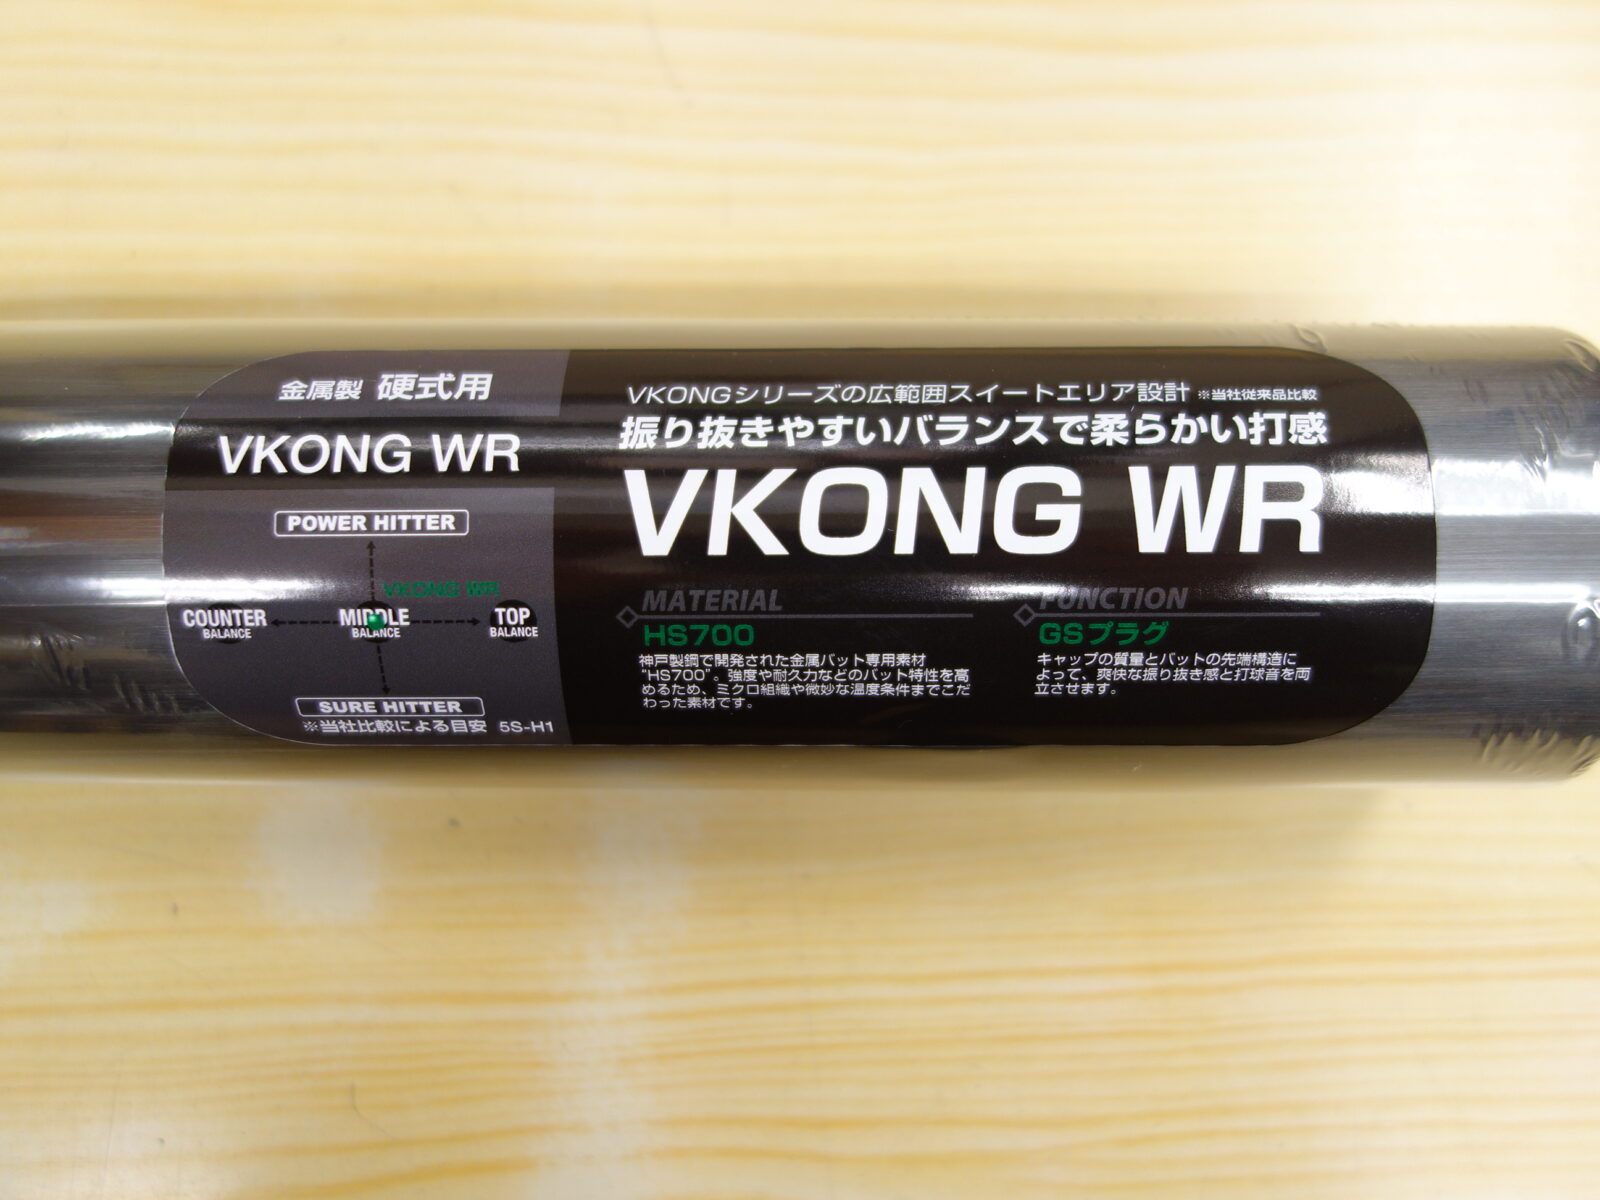 金属製 硬式用
VKONG WR
POWER HITTER
VKONG WR
COUNTER BALANCE
MIDDLE BALANCE
TOP BALANCE
SURE HITTER
※当社比較による目安 5S-H1
VKONGシリーズの広範囲スイートエリア設計 ※当社従来品比較
振り抜きやすいバランスで柔らかい打感
VKONG WR
MATERIAL
HS700
神戸製鋼で開発された金属バット専用素材
"HS700"。強度や耐久力などのバット特性を高
めるため、ミクロ組織や微妙な温度条件までこだ
わった素材です。
FUNCTION
GSプラグ
キャップの質量とバットの先端構造に
よって、爽快な振り抜き感と打球音を両
立させます。